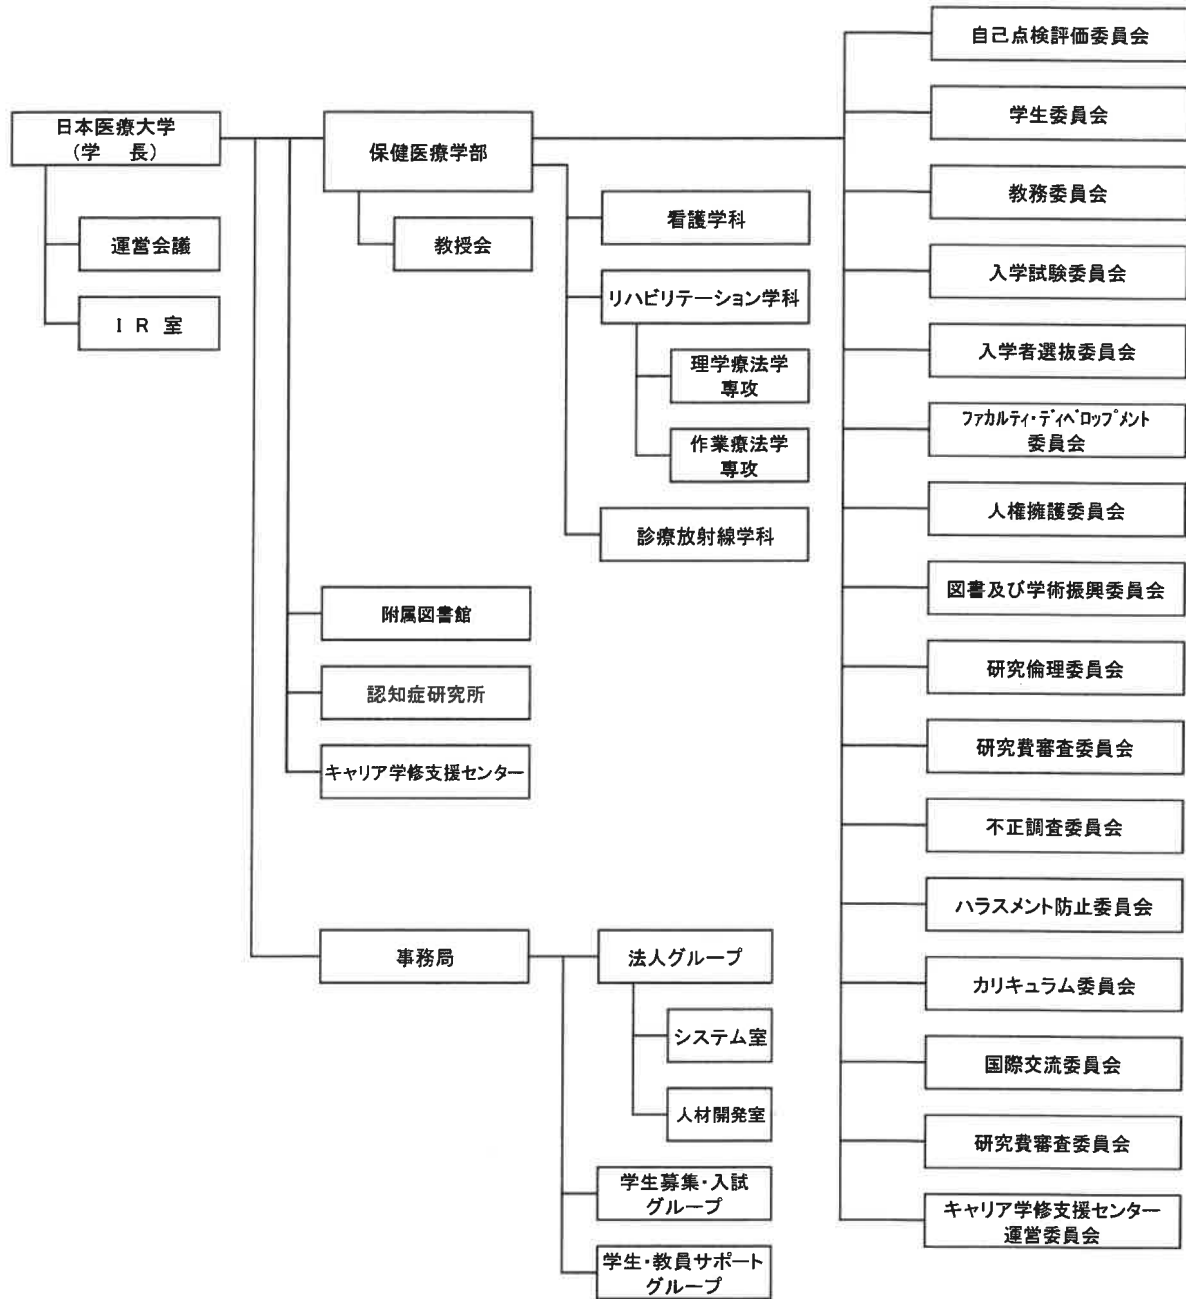 日本医療大学
(学　長)
運営会議
ＩＲ 室
保健医療学部
教授会
看護学科
リハビリテーション学科
理学療法学
専攻
作業療法学
専攻
診療放射線学科
附属図書館
認知症研究所
キャリア学修支援センター
事務局
法人グループ
システム室
人材開発室
学生募集・入試
グループ
学生・教員サポート
グループ
自己点検評価委員会
学生委員会
教務委員会
入学試験委員会
入学者選抜委員会
ﾌｧｶﾙﾃｨ・ﾃﾞｨﾍﾞﾛｯﾌﾟﾒﾝﾄ
委員会
人権擁護委員会
図書及び学術振興委員会
研究倫理委員会
研究費審査委員会
不正調査委員会
ハラスメント防止委員会
カリキュラム委員会
国際交流委員会
研究費審査委員会
キャリア学修支援センター
運営委員会